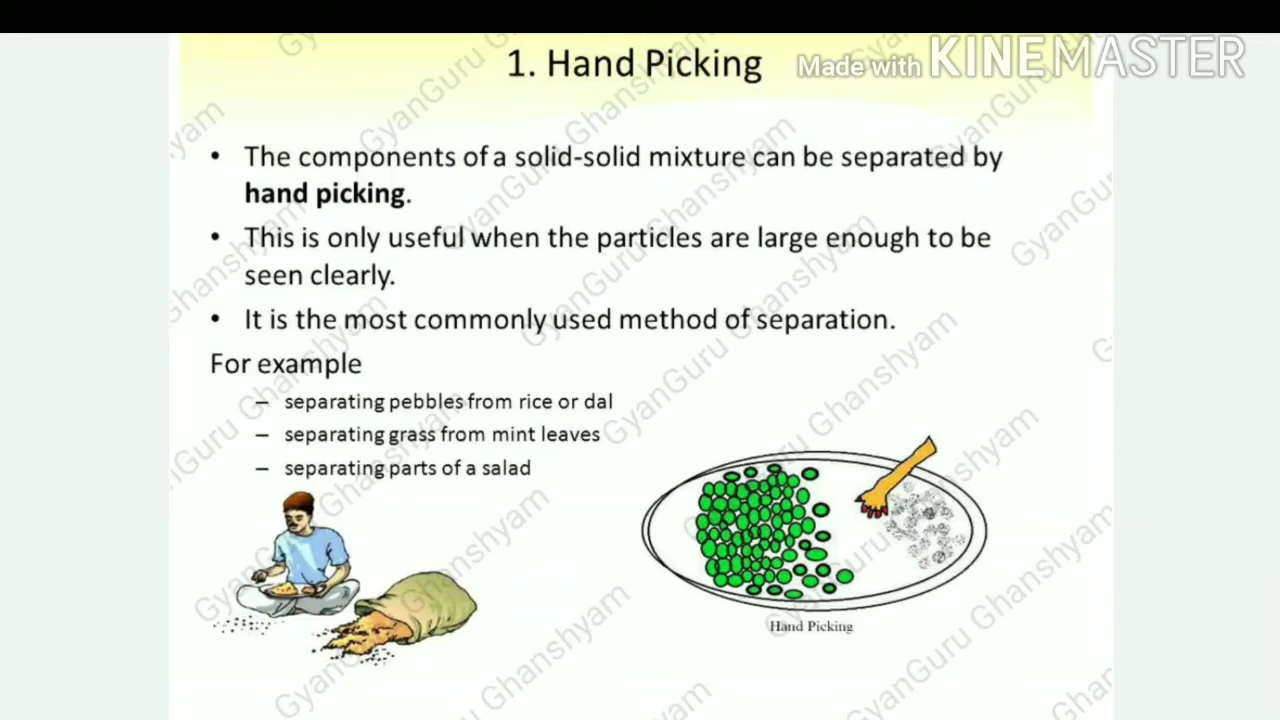 1. Hand Picking
Made with KINEMASTER
• The components of a solid-solid mixture can be separated by
hand picking.
• This is only useful when the particles are large enough to be
seen clearly.
• It is the most commonly used method of separation.
For example
– separating pebbles from rice or dal
– separating grass from mint leaves
– separating parts of a salad
Hand Picking
GyanGuru Ghanshyam